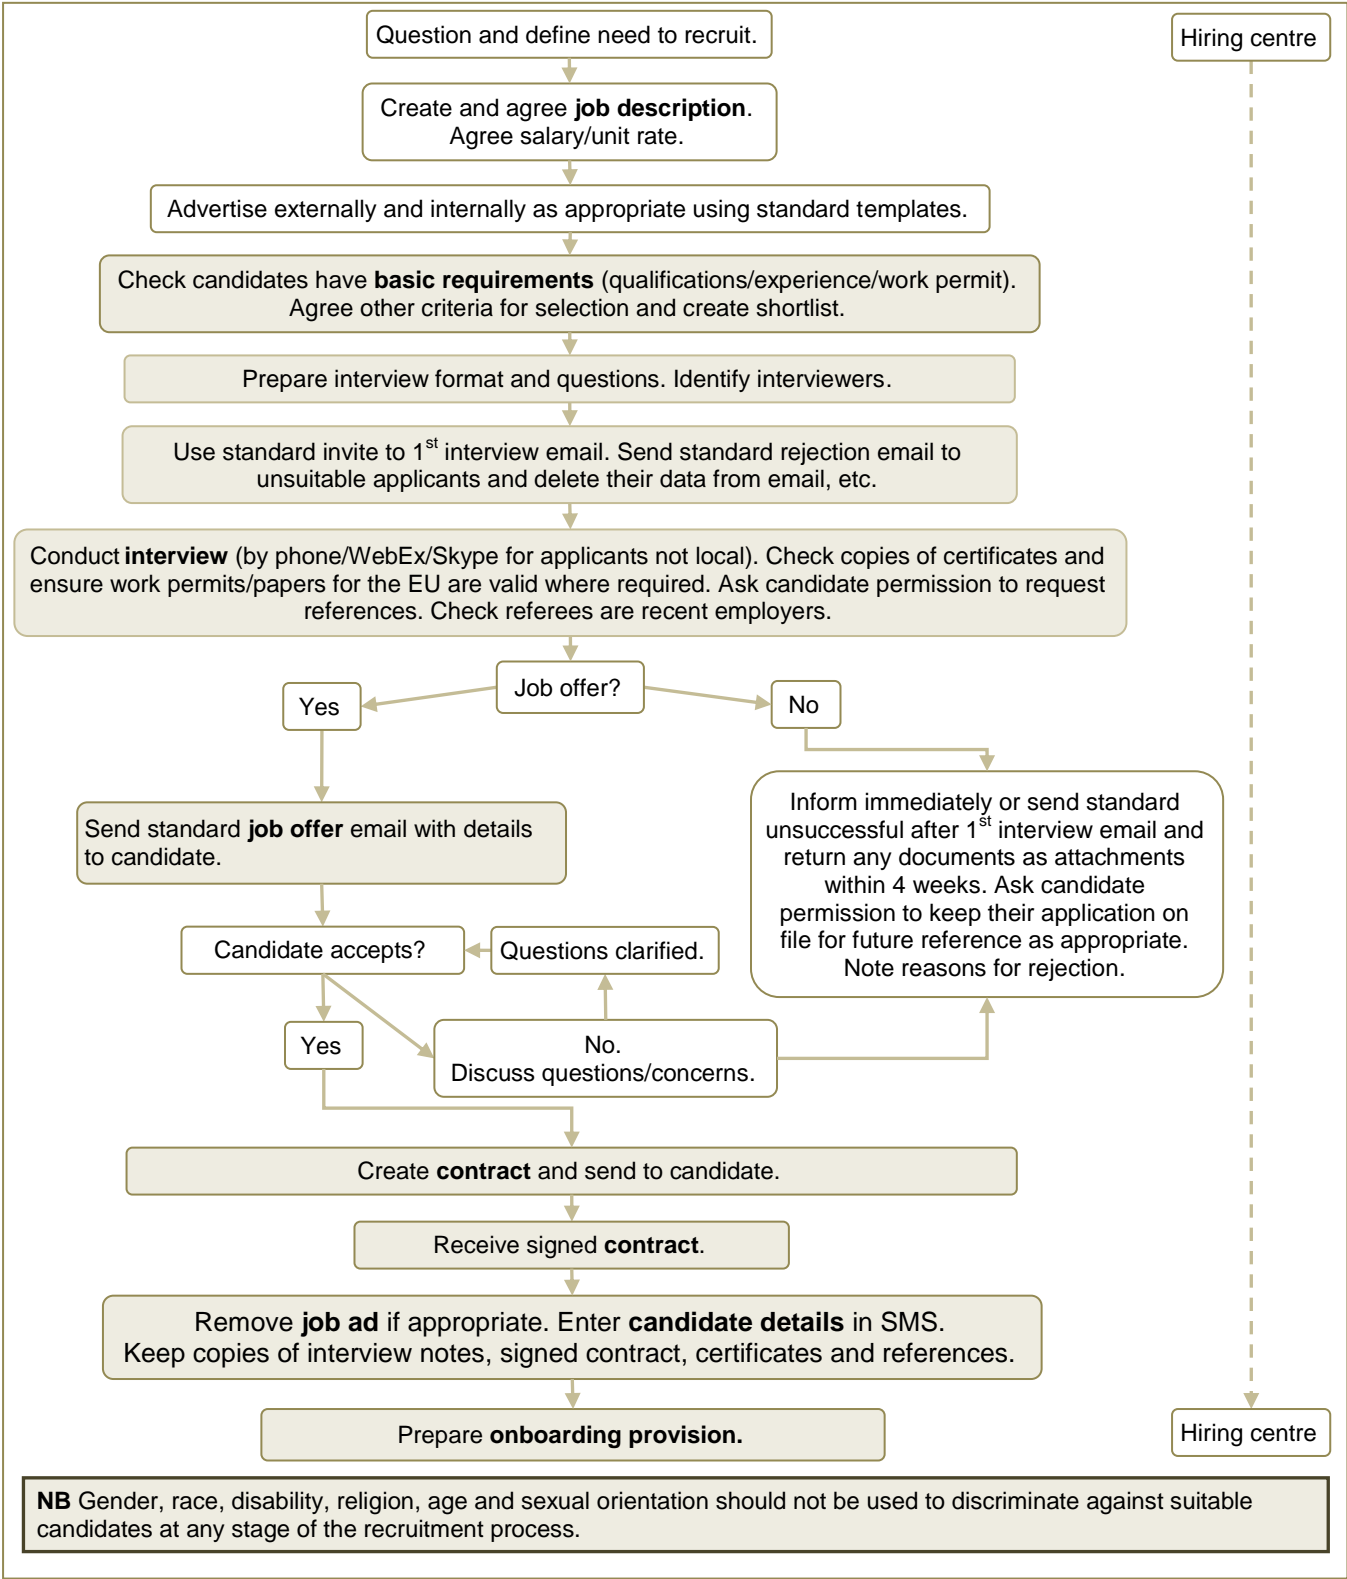 Question and define need to recruit.
Hiring centre
Create and agree job description.
Agree salary/unit rate.
Advertise externally and internally as appropriate using standard templates.
Check candidates have basic requirements (qualifications/experience/work permit).
Agree other criteria for selection and create shortlist.
Prepare interview format and questions. Identify interviewers.
Use standard invite to 1st interview email. Send standard rejection email to
unsuitable applicants and delete their data from email, etc.
Conduct interview (by phone/WebEx/Skype for applicants not local). Check copies of certificates and
ensure work permits/papers for the EU are valid where required. Ask candidate permission to request
references. Check referees are recent employers.
Job offer?
Yes
No
Send standard job offer email with details
to candidate.
Inform immediately or send standard
unsuccessful after 1st interview email and
return any documents as attachments
within 4 weeks. Ask candidate
permission to keep their application on
file for future reference as appropriate.
Note reasons for rejection.
Candidate accepts?
Questions clarified.
Yes
No.
Discuss questions/concerns.
Create contract and send to candidate.
Receive signed contract.
Remove job ad if appropriate. Enter candidate details in SMS.
Keep copies of interview notes, signed contract, certificates and references.
Prepare onboarding provision.
Hiring centre
NB Gender, race, disability, religion, age and sexual orientation should not be used to discriminate against suitable
candidates at any stage of the recruitment process.